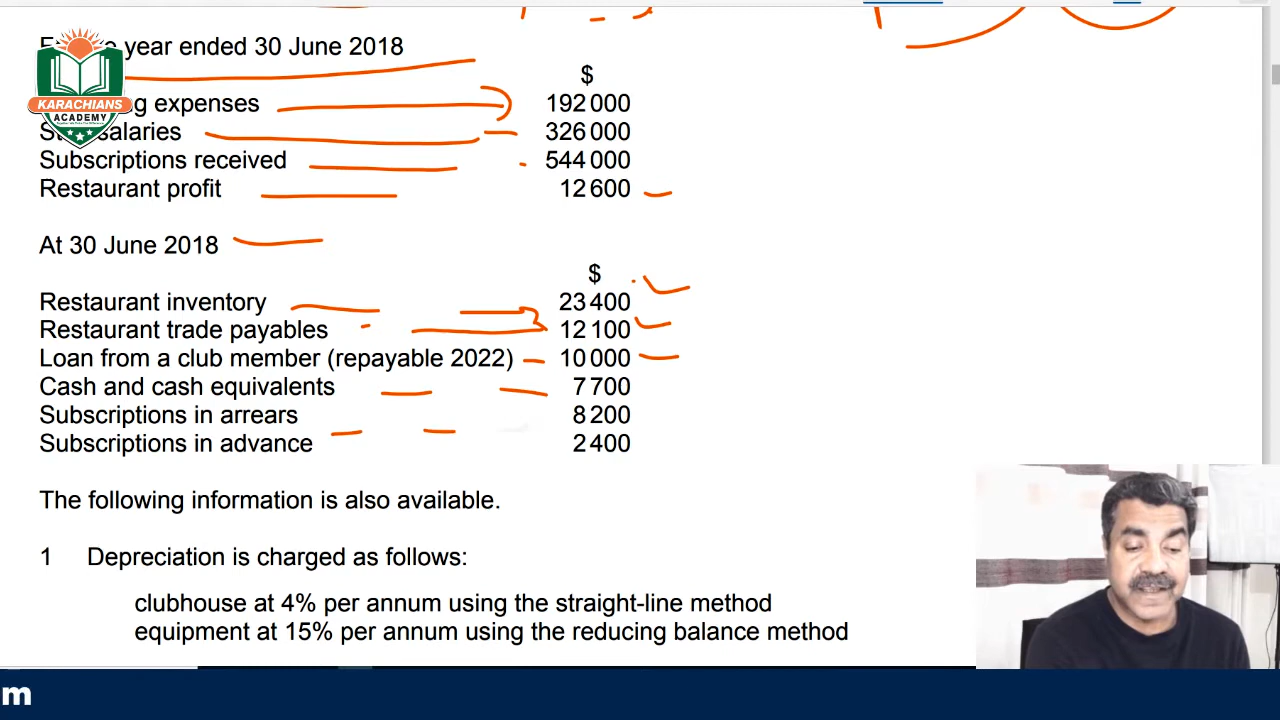 year ended 30 June 2018
$
expenses 192 000
salaries 326 000
Subscriptions received 544 000
Restaurant profit 12 600
At 30 June 2018
$
Restaurant inventory 23 400
Restaurant trade payables 12 100
Loan from a club member (repayable 2022) 10 000
Cash and cash equivalents 7 700
Subscriptions in arrears 8 200
Subscriptions in advance 2 400
The following information is also available.
1 Depreciation is charged as follows:
clubhouse at 4% per annum using the straight-line method
equipment at 15% per annum using the reducing balance method
KARACHIANS
ACADEMY
m